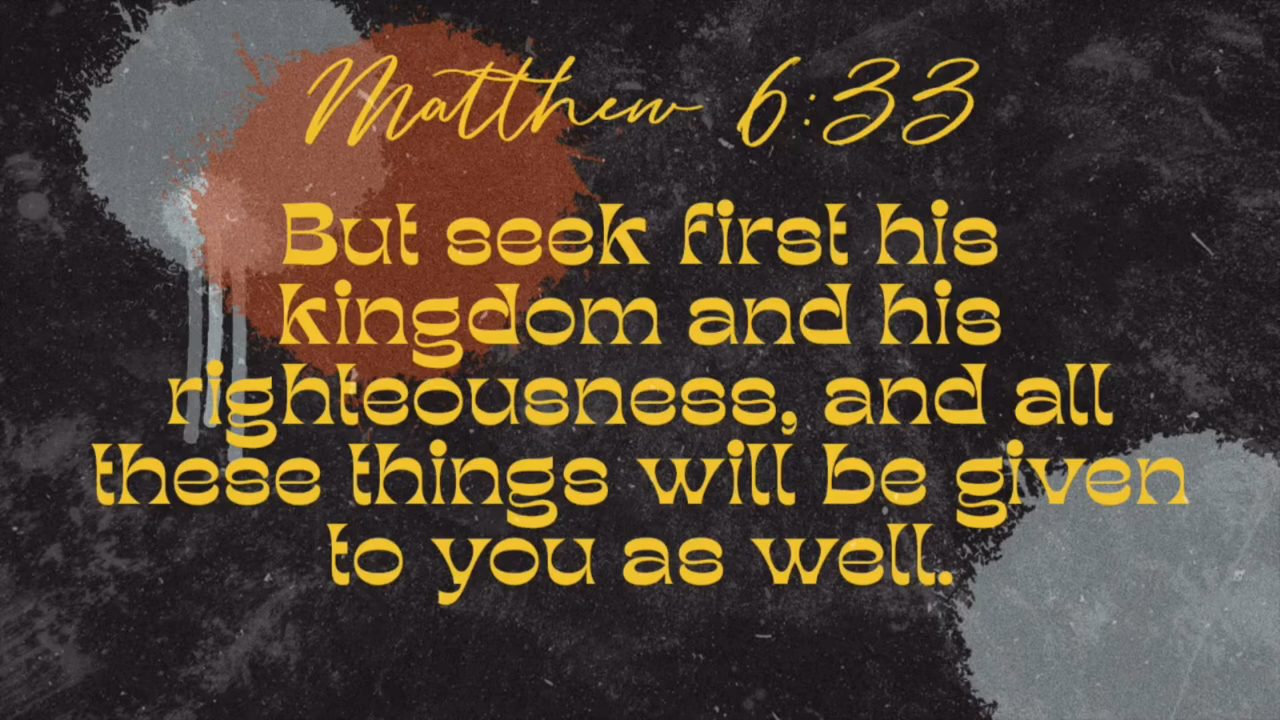 Matthew 6:33
But seek first his
kingdom and his
righteousness, and all
these things will be given
to you as well.